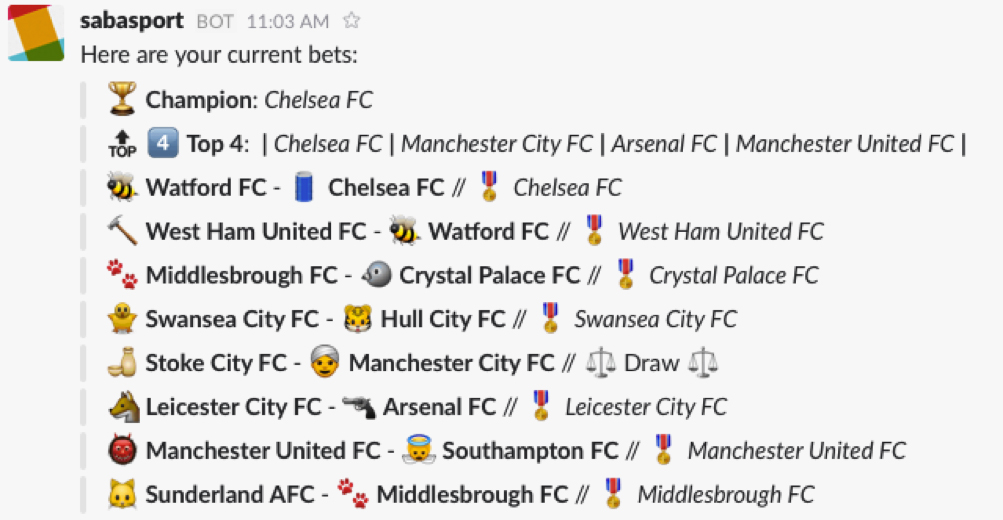 sabasport BOT 11:03 AM
Here are your current bets:
Champion: Chelsea FC
TOP 4 Top 4: | Chelsea FC | Manchester City FC | Arsenal FC | Manchester United FC |
Watford FC - Chelsea FC // Chelsea FC
West Ham United FC - Watford FC // West Ham United FC
Middlesbrough FC - Crystal Palace FC // Crystal Palace FC
Swansea City FC - Hull City FC // Swansea City FC
Stoke City FC - Manchester City FC // Draw
Leicester City FC - Arsenal FC // Leicester City FC
Manchester United FC - Southampton FC // Manchester United FC
Sunderland AFC - Middlesbrough FC // Middlesbrough FC